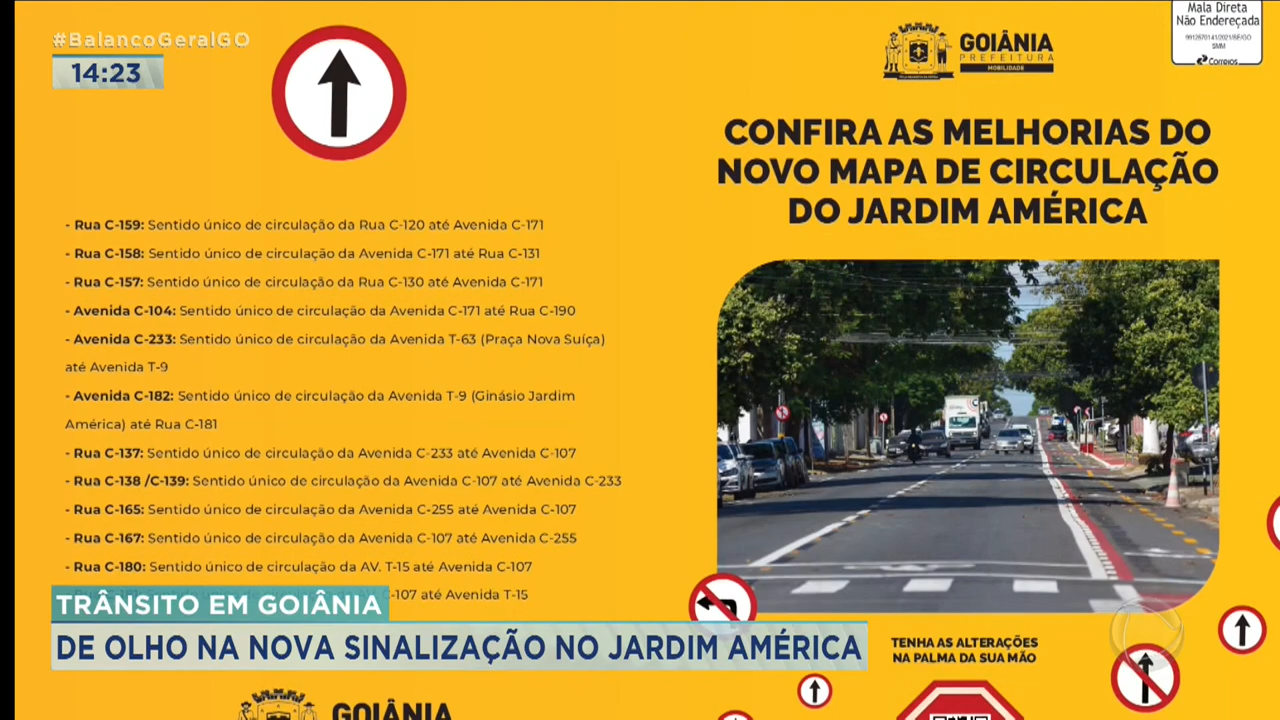 #BalancoGeralGO
14:23
GOIÂNIA
PREFEITURA
MOBILIDADE
Mala Direta
Não Endereçada
SMM
Correios
CONFIRA AS MELHORIAS DO
NOVO MAPA DE CIRCULAÇÃO
DO JARDIM AMÉRICA
- Rua C-159: Sentido único de circulação da Rua C-120 até Avenida C-171
- Rua C-158: Sentido único de circulação da Avenida C-171 até Rua C-131
- Rua C-157: Sentido único de circulação da Rua C-130 até Avenida C-171
- Avenida C-104: Sentido único de circulação da Avenida C-171 até Rua C-190
- Avenida C-233: Sentido único de circulação da Avenida T-63 (Praça Nova Suíça)
até Avenida T-9
- Avenida C-182: Sentido único de circulação da Avenida T-9 (Ginásio Jardim
América) até Rua C-181
- Rua C-137: Sentido único de circulação da Avenida C-233 até Avenida C-107
- Rua C-138 /C-139: Sentido único de circulação da Avenida C-107 até Avenida C-233
- Rua C-165: Sentido único de circulação da Avenida C-255 até Avenida C-107
- Rua C-167: Sentido único de circulação da Avenida C-107 até Avenida C-255
- Rua C-180: Sentido único de circulação da AV. T-15 até Avenida C-107
C-107 até Avenida T-15
TRÂNSITO EM GOIÂNIA
DE OLHO NA NOVA SINALIZAÇÃO NO JARDIM AMÉRICA
TENHA AS ALTERAÇÕES
NA PALMA DA SUA MÃO
GOIÂNIA